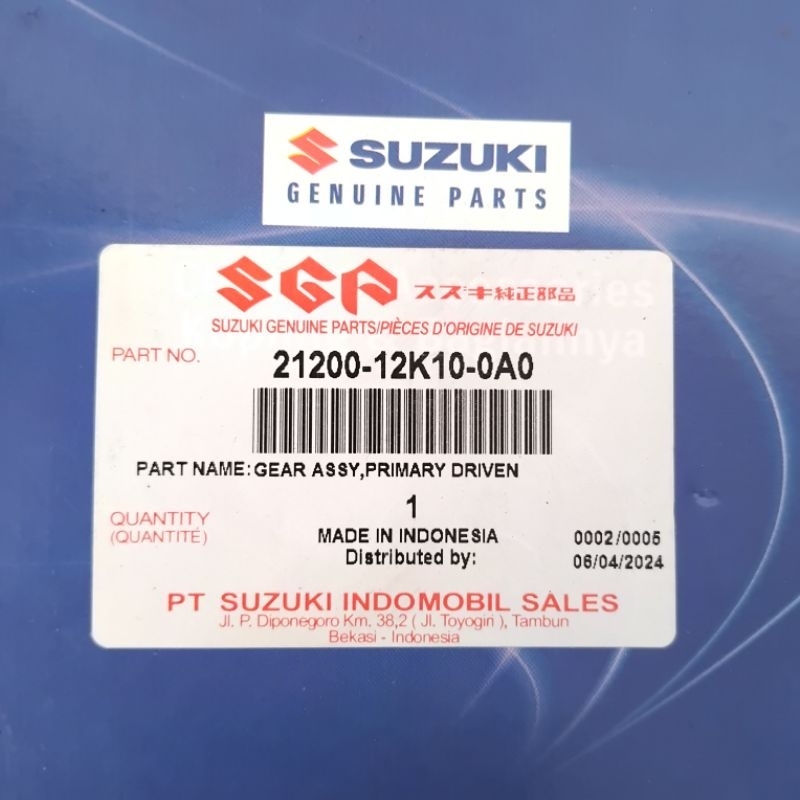 SUZUKI
GENUINE PARTS
SGP スズキ純正部品
SUZUKI GENUINE PARTS/PIÈCES D'ORIGINE DE SUZUKI
PART NO. 21200-12K10-0A0
PART NAME: GEAR ASSY,PRIMARY DRIVEN
QUANTITY 1
(QUANTITÉ) MADE IN INDONESIA 0002/0005
Distributed by: 06/04/2024
PT SUZUKI INDOMOBIL SALES
Jl. P. Diponegoro Km. 38,2 ( Jl. Toyogiri ), Tambun
Bekasi - Indonesia